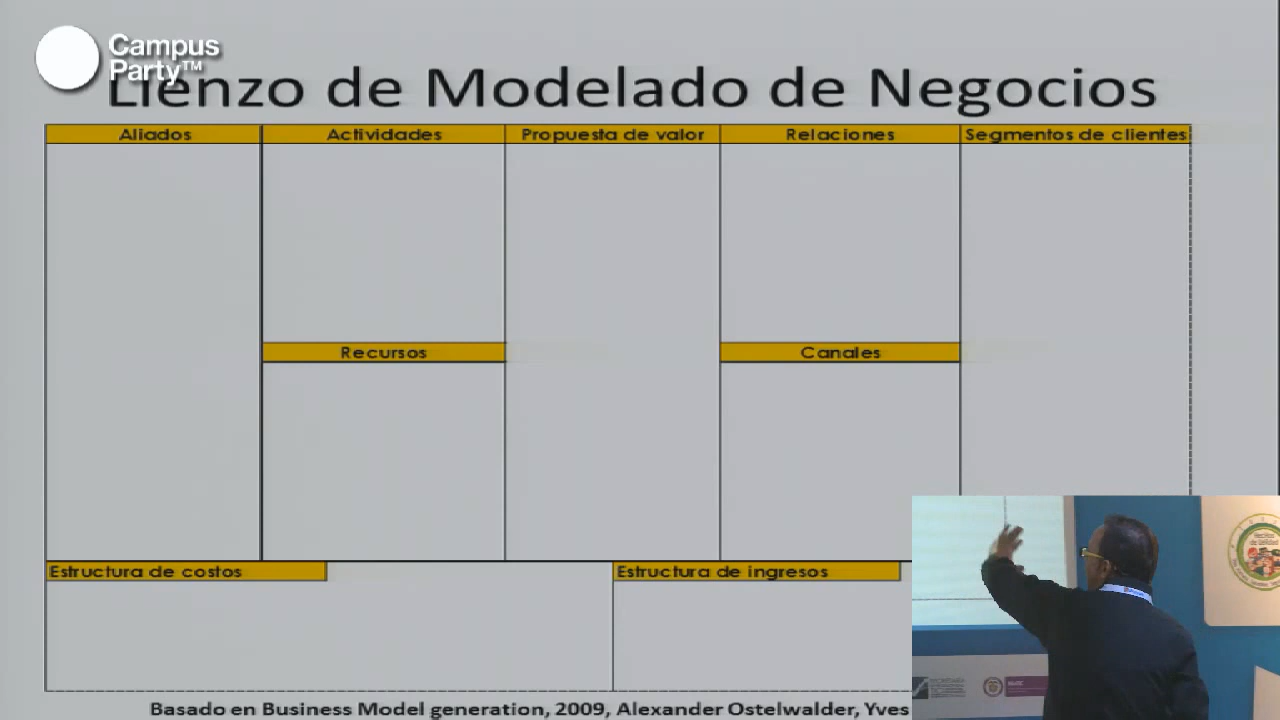 Campus
Party™
Lienzo de Modelado de Negocios
Aliados
Actividades
Propuesta de valor
Relaciones
Segmentos de clientes
Recursos
Canales
Estructura de costos
Estructura de ingresos
Basado en Business Model generation, 2009, Alexander Ostelwalder, Yves